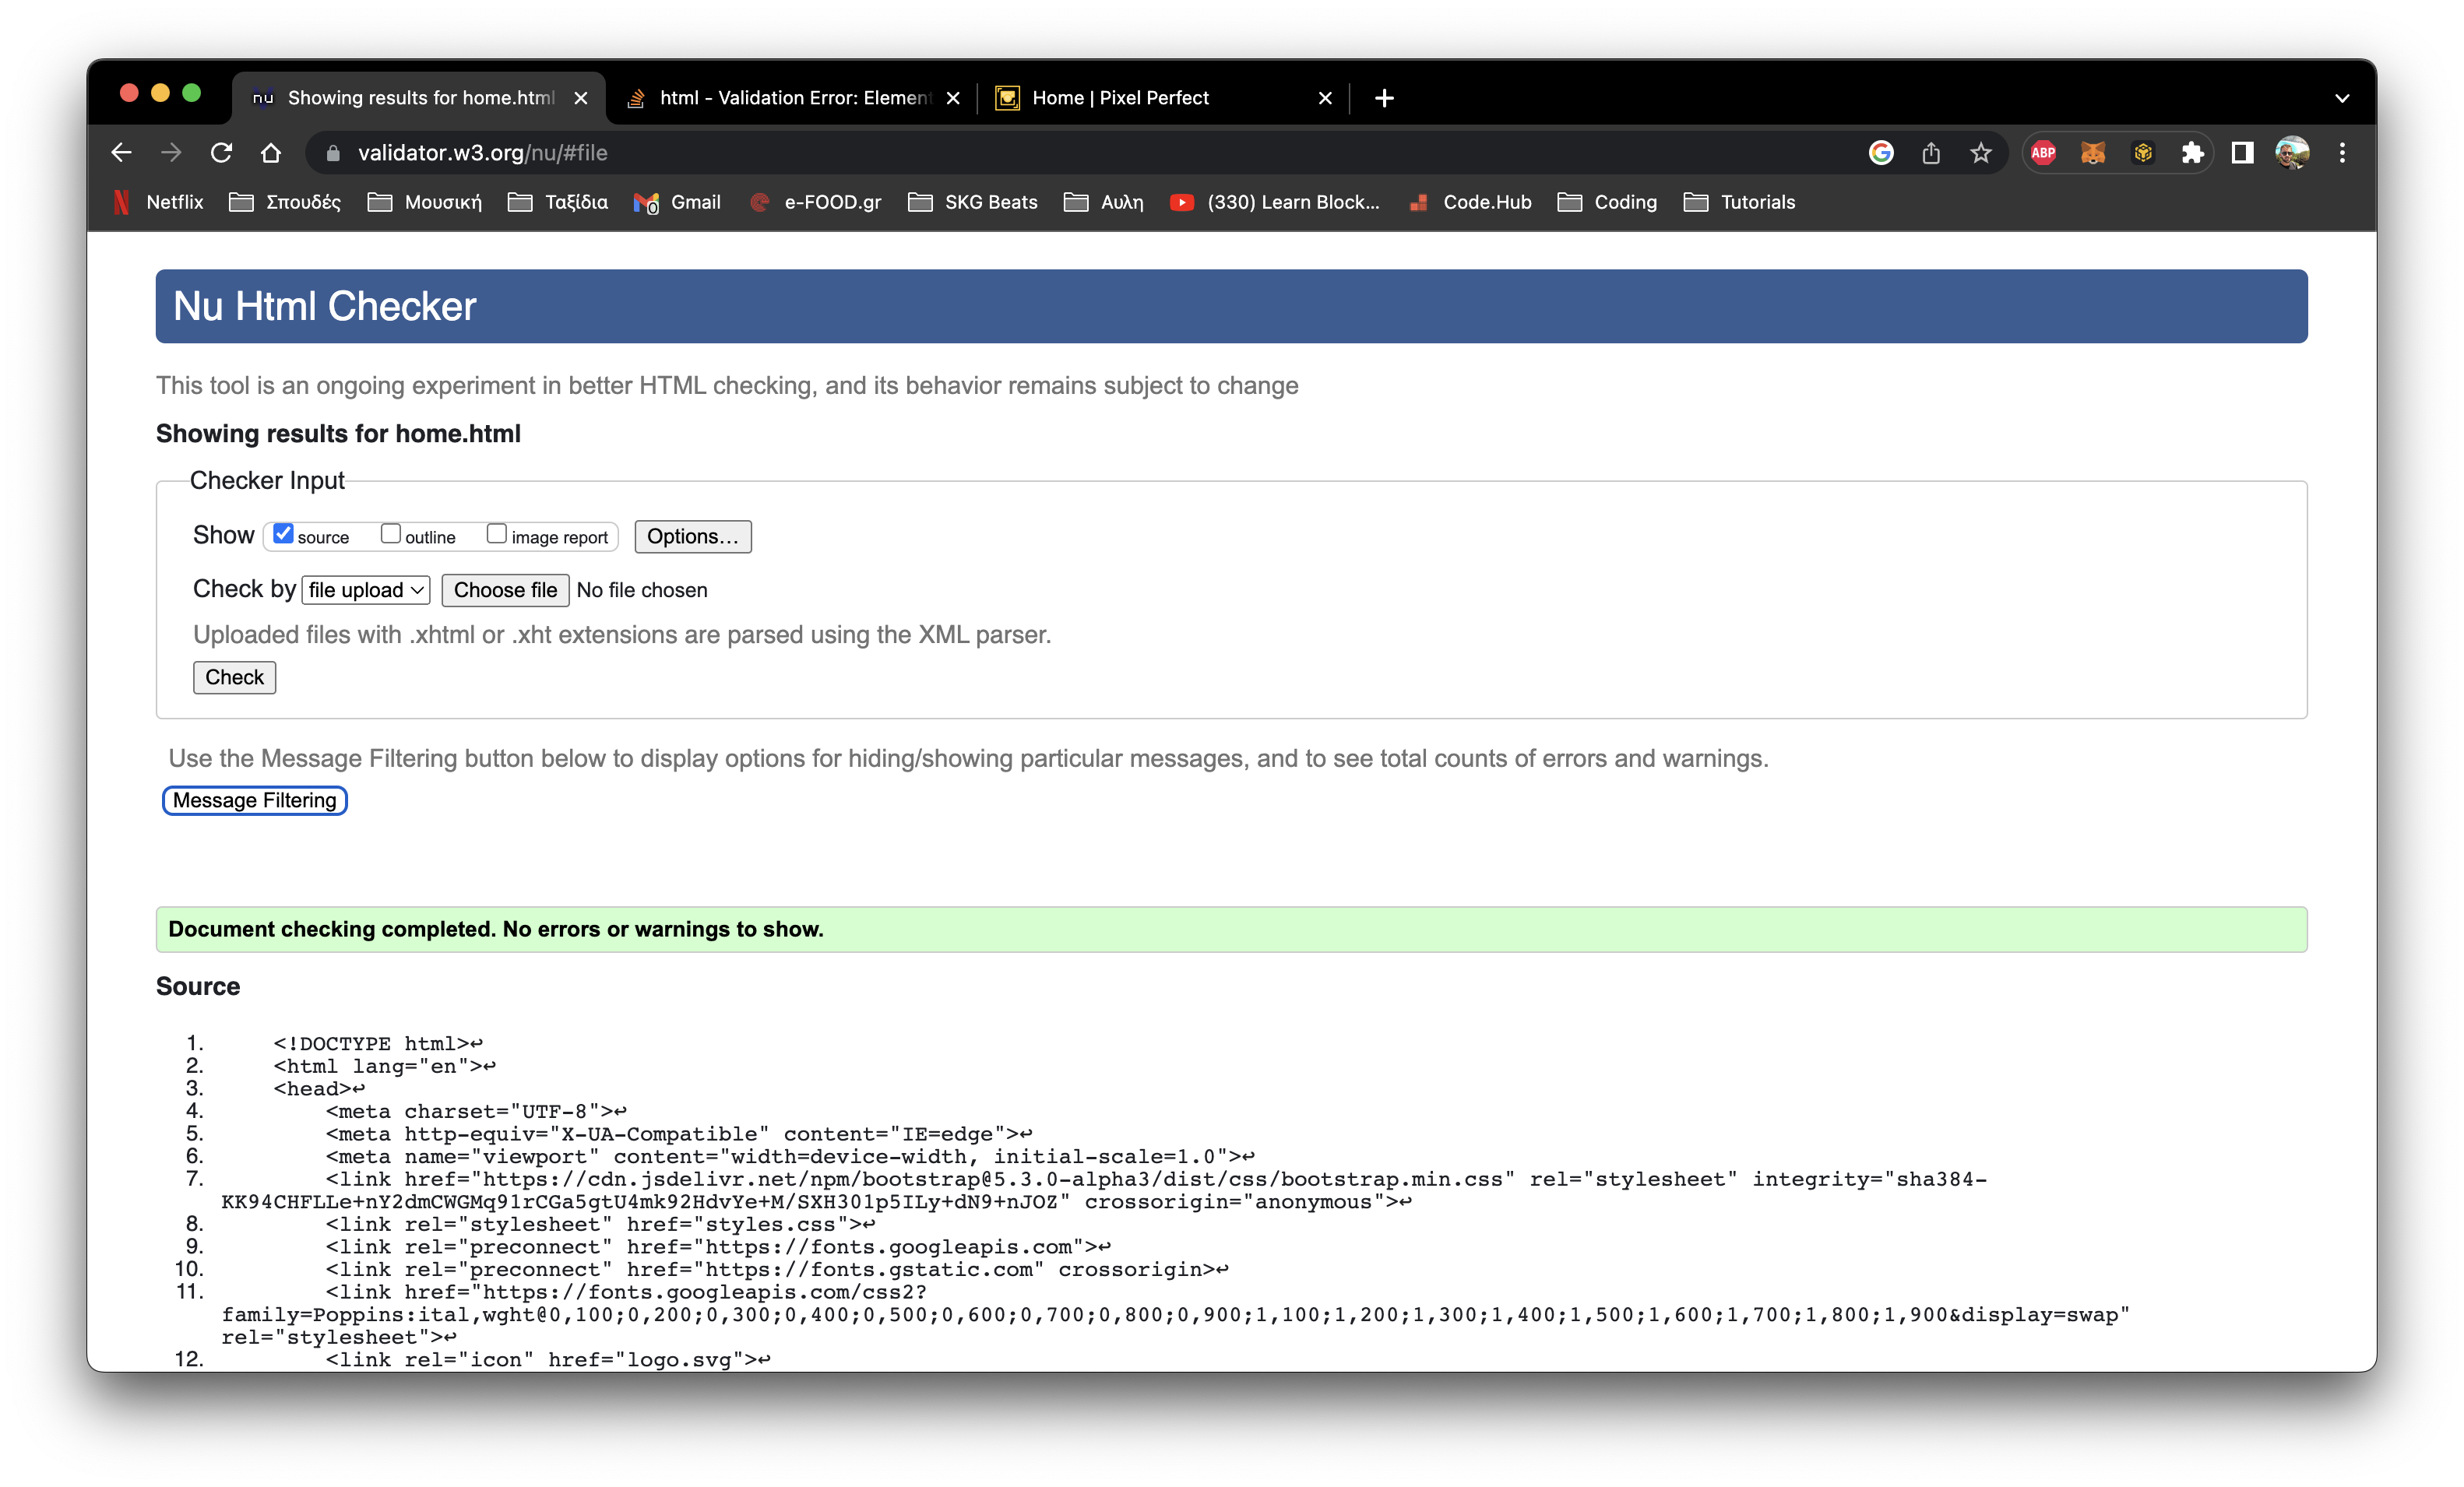 nu Showing results for home.html
html - Validation Error: Element
Home | Pixel Perfect
validator.w3.org/nu/#file
ABP
Netflix Σπουδές Μουσική Ταξίδια 0 Gmail e-FOOD.gr SKG Beats Αυλη (330) Learn Block... Code.Hub Coding Tutorials
Nu Html Checker
This tool is an ongoing experiment in better HTML checking, and its behavior remains subject to change
Showing results for home.html
Checker Input
Show source outline image report Options...
Check by file upload Choose file No file chosen
Uploaded files with .xhtml or .xht extensions are parsed using the XML parser.
Check
Use the Message Filtering button below to display options for hiding/showing particular messages, and to see total counts of errors and warnings.
Message Filtering
Document checking completed. No errors or warnings to show.
Source
1. <!DOCTYPE html>↩
2. <html lang="en">↩
3. <head>↩
4. <meta charset="UTF-8">↩
5. <meta http-equiv="X-UA-Compatible" content="IE=edge">↩
6. <meta name="viewport" content="width=device-width, initial-scale=1.0">↩
7. <link href="https://cdn.jsdelivr.net/npm/bootstrap@5.3.0-alpha3/dist/css/bootstrap.min.css" rel="stylesheet" integrity="sha384-
KK94CHFLLe+nY2dmCWGMq91rCGa5gtU4mk92HdvYe+M/SXH301p5ILy+dN9+nJOZ" crossorigin="anonymous">↩
8. <link rel="stylesheet" href="styles.css">↩
9. <link rel="preconnect" href="https://fonts.googleapis.com">↩
10. <link rel="preconnect" href="https://fonts.gstatic.com" crossorigin>↩
11. <link href="https://fonts.googleapis.com/css2?
family=Poppins:ital,wght@0,100;0,200;0,300;0,400;0,500;0,600;0,700;0,800;0,900;1,100;1,200;1,300;1,400;1,500;1,600;1,700;1,800;1,900&display=swap"
rel="stylesheet">↩
12. <link rel="icon" href="logo.svg">↩